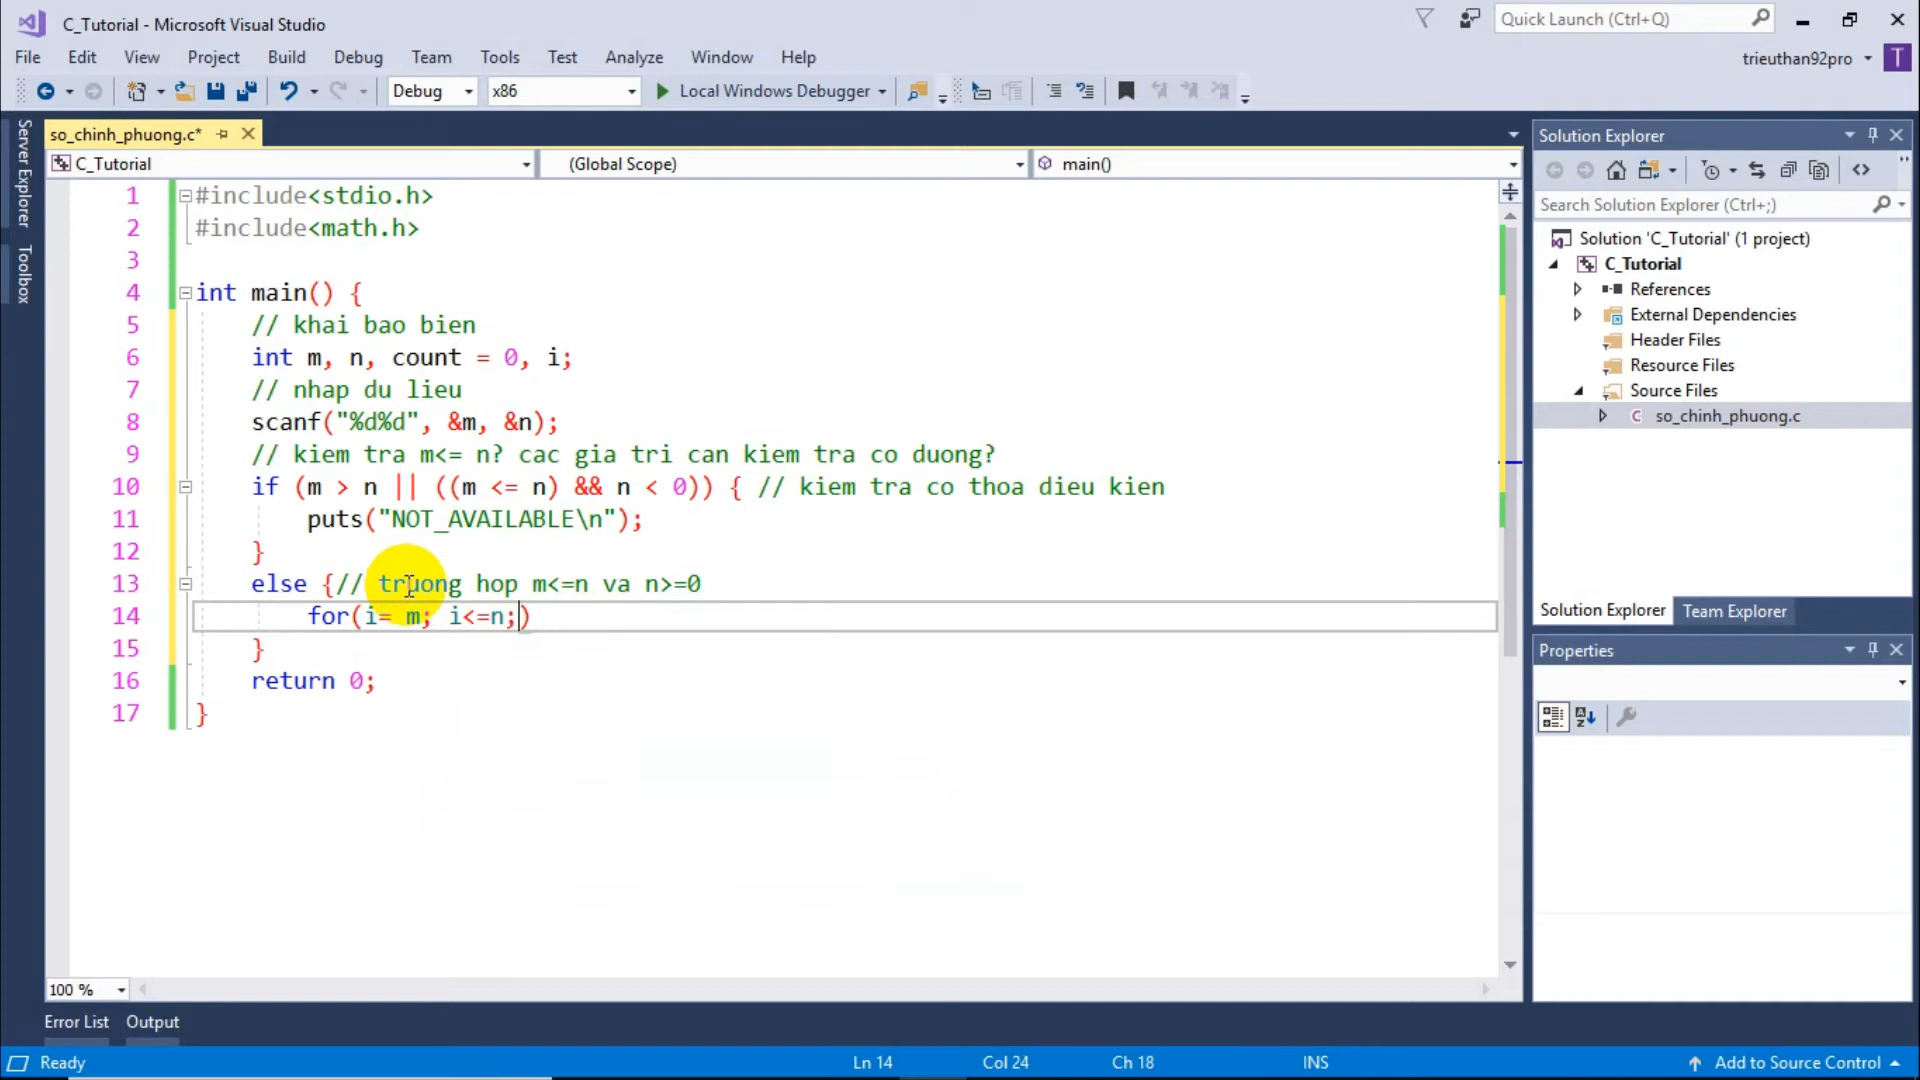 C_Tutorial - Microsoft Visual Studio
Quick Launch (Ctrl+Q)
File Edit View Project Build Debug Team Tools Test Analyze Window Help
trieuthan92pro
T
Debug
x86
Local Windows Debugger
Server Explorer
Toolbox
so_chinh_phuong.c*
C_Tutorial
(Global Scope)
main()
1 #include<stdio.h>
2 #include<math.h>
3
4 int main() {
5 // khai bao bien
6 int m, n, count = 0, i;
7 // nhap du lieu
8 scanf("%d%d", &m, &n);
9 // kiem tra m<= n? cac gia tri can kiem tra co duong?
10 if (m > n || ((m <= n) && n < 0)) { // kiem tra co thoa dieu kien
11 puts("NOT_AVAILABLE\n");
12 }
13 else {// truong hop m<=n va n>=0
14 for(i= m; i<=n;)
15 }
16 return 0;
17 }
100 %
Solution Explorer
Search Solution Explorer (Ctrl+;)
Solution 'C_Tutorial' (1 project)
C_Tutorial
References
External Dependencies
Header Files
Resource Files
Source Files
C so_chinh_phuong.c
Solution Explorer Team Explorer
Properties
Error List Output
Ready
Ln 14 Col 24 Ch 18 INS
Add to Source Control